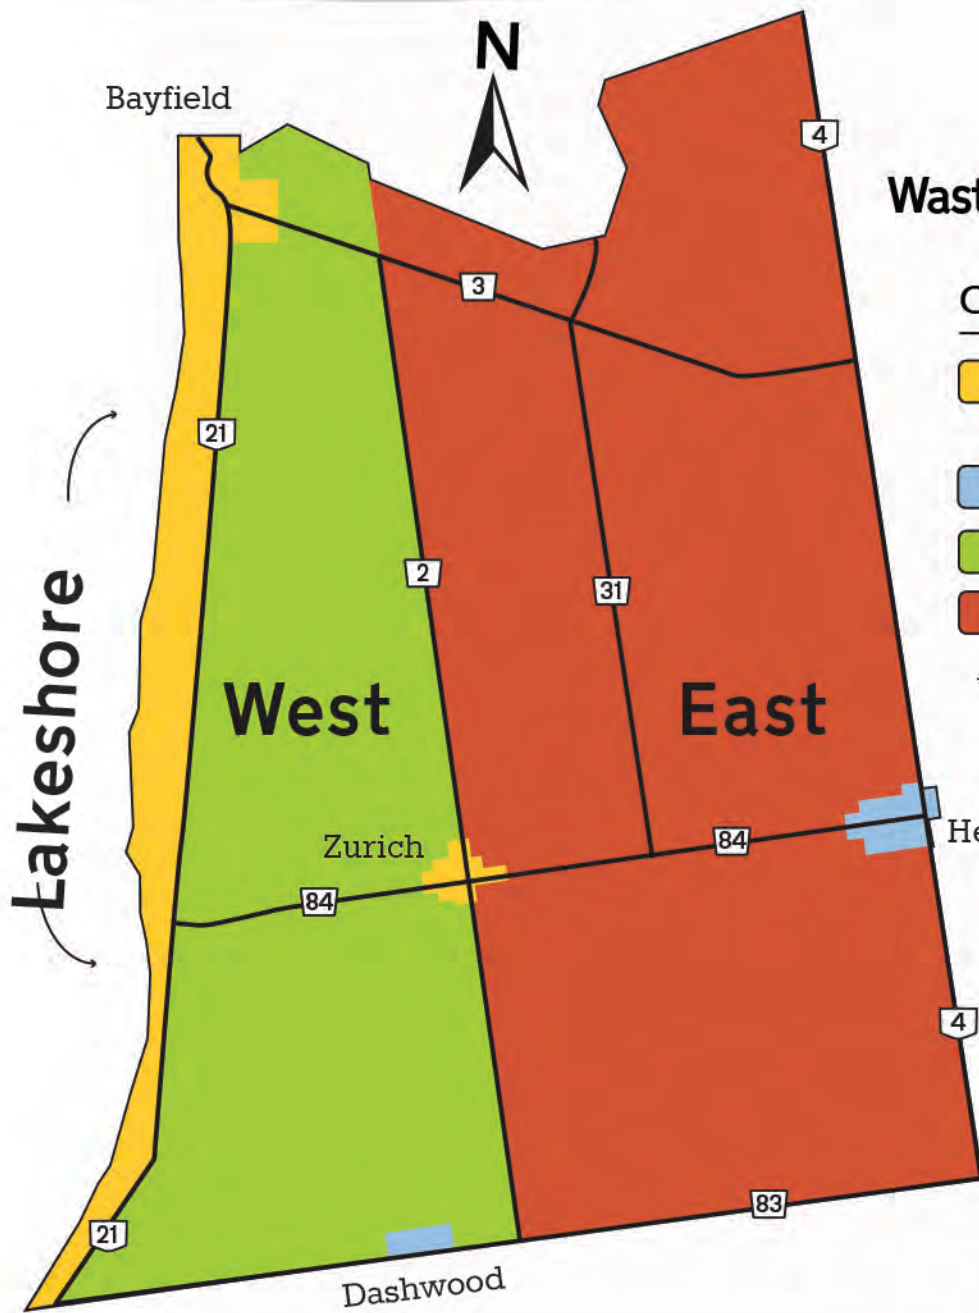 N
Bayfield
4
Wast
C
3
21
2
31
Lakeshore
West
East
Zurich
84
He
84
4
21
83
Dashwood